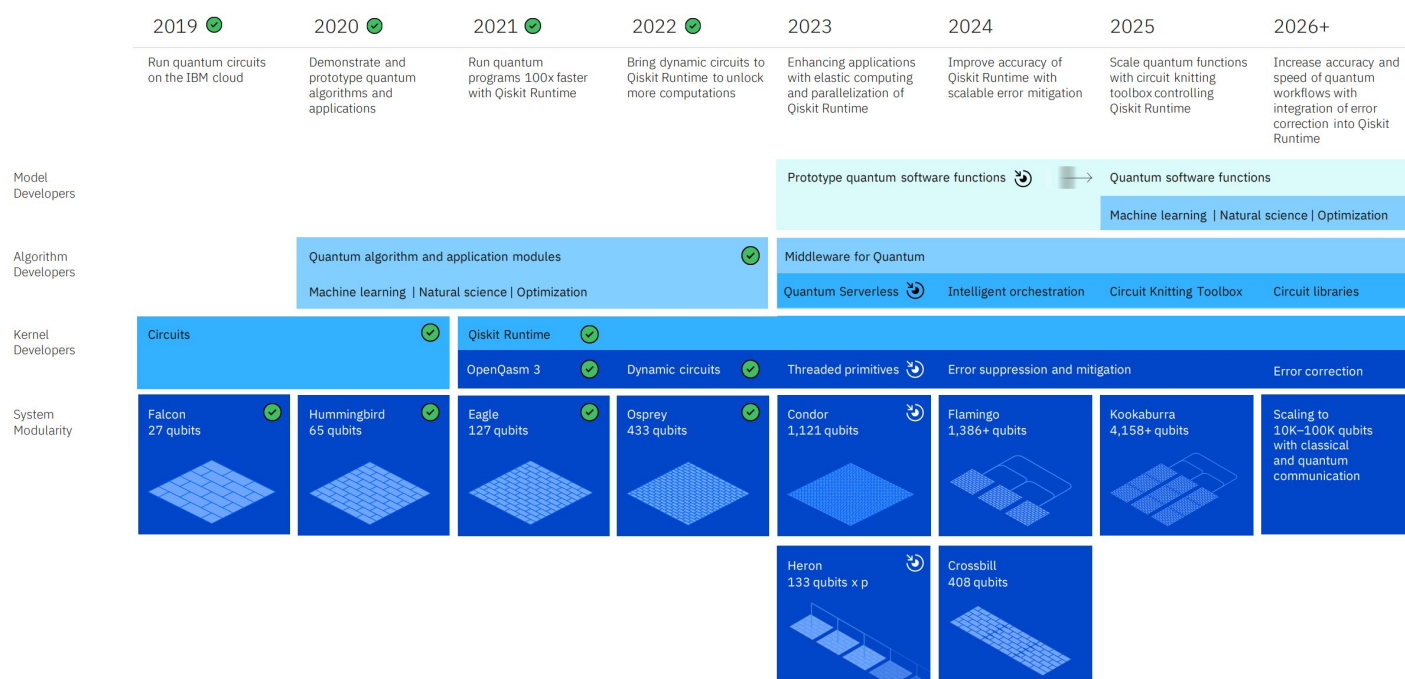 2019
2020
2021
2022
2023
2024
2025
2026+
Run quantum circuits
on the IBM cloud
Demonstrate and
prototype quantum
algorithms and
applications
Run quantum
programs 100x faster
with Qiskit Runtime
Bring dynamic circuits to
Qiskit Runtime to unlock
more computations
Enhancing applications
with elastic computing
and parallelization of
Qiskit Runtime
Improve accuracy of
Qiskit Runtime with
scalable error mitigation
Scale quantum functions
with circuit knitting
toolbox controlling
Qiskit Runtime
Increase accuracy and
speed of quantum
workflows with
integration of error
correction into Qiskit
Runtime
Model
Developers
Prototype quantum software functions
Quantum software functions
Machine learning | Natural science | Optimization
Algorithm
Developers
Quantum algorithm and application modules
Machine learning | Natural science | Optimization
Middleware for Quantum
Quantum Serverless
Intelligent orchestration
Circuit Knitting Toolbox
Circuit libraries
Kernel
Developers
Circuits
Qiskit Runtime
OpenQasm 3
Dynamic circuits
Threaded primitives
Error suppression and mitigation
Error correction
System
Modularity
Falcon
27 qubits
Hummingbird
65 qubits
Eagle
127 qubits
Osprey
433 qubits
Condor
1,121 qubits
Flamingo
1,386+ qubits
Kookaburra
4,158+ qubits
Scaling to
10K–100K qubits
with classical
and quantum
communication
Heron
133 qubits x p
Crossbill
408 qubits